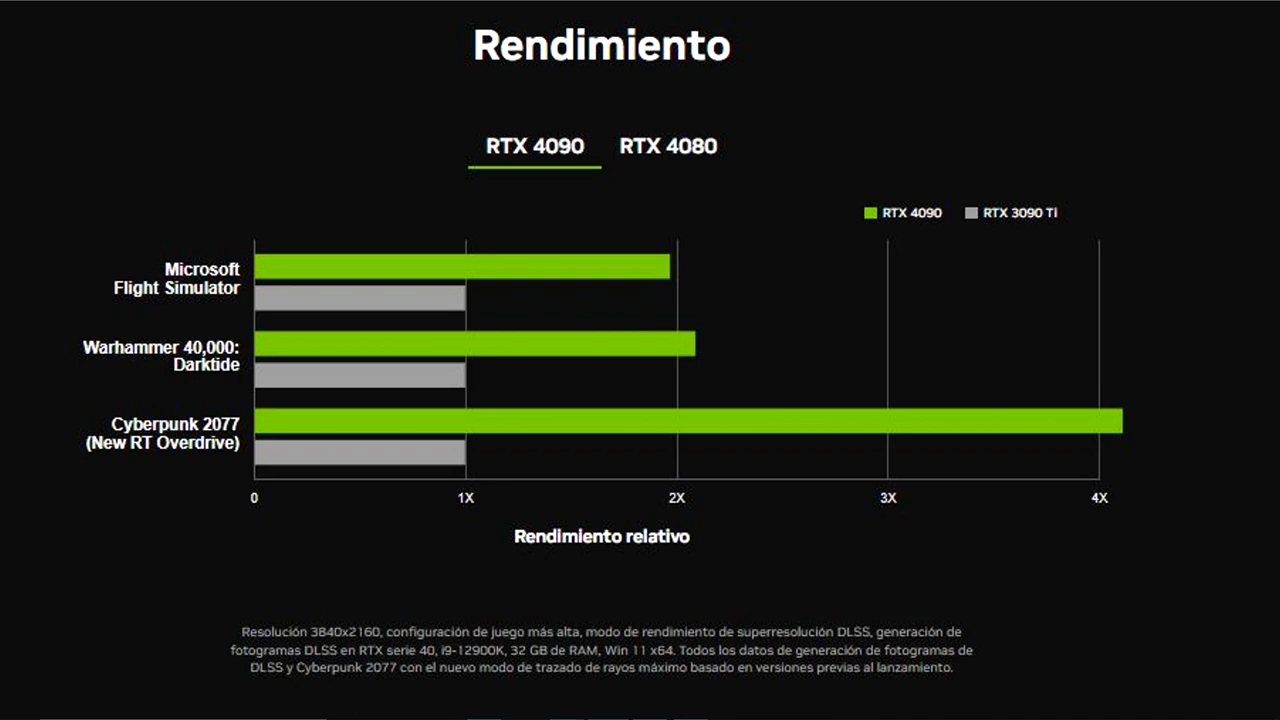 Rendimiento
RTX 4090
RTX 4080
RTX 4090
RTX 3090 Ti
Microsoft
Flight Simulator
Warhammer 40,000:
Darktide
Cyberpunk 2077
(New RT Overdrive)
0
1X
2X
3X
4X
Rendimiento relativo
Resolución 3840x2160, configuración de juego más alta, modo de rendimiento de superresolución DLSS, generación de
fotogramas DLSS en RTX serie 40, i9-12900K, 32 GB de RAM, Win 11 x64. Todos los datos de generación de fotogramas de
DLSS y Cyberpunk 2077 con el nuevo modo de trazado de rayos máximo basado en versiones previas al lanzamiento.